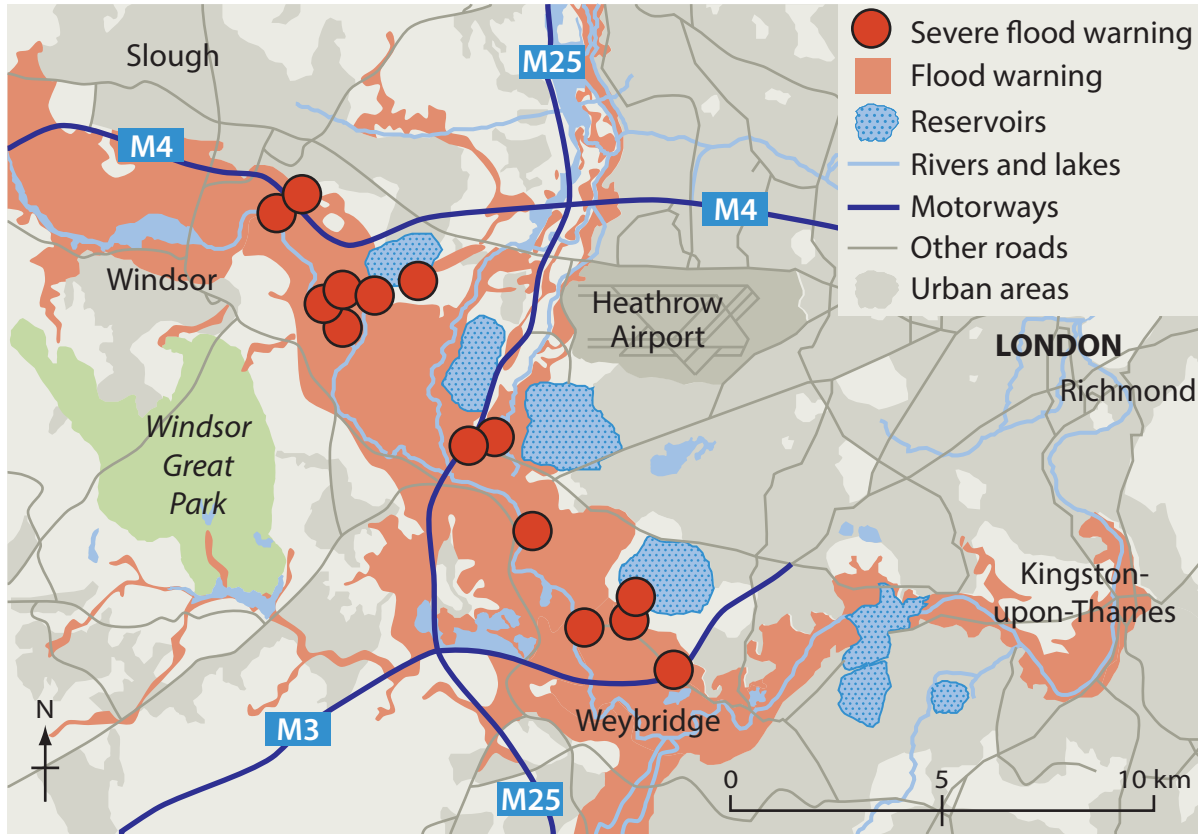 Slough
M25
Severe flood warning
Flood warning
Reservoirs
Rivers and lakes
Motorways
Other roads
Urban areas
M4
M4
Windsor
Heathrow
Airport
LONDON
Richmond
Windsor
Great
Park
Kingston-
upon-Thames
N
M3
Weybridge
M25
0
5
10 km